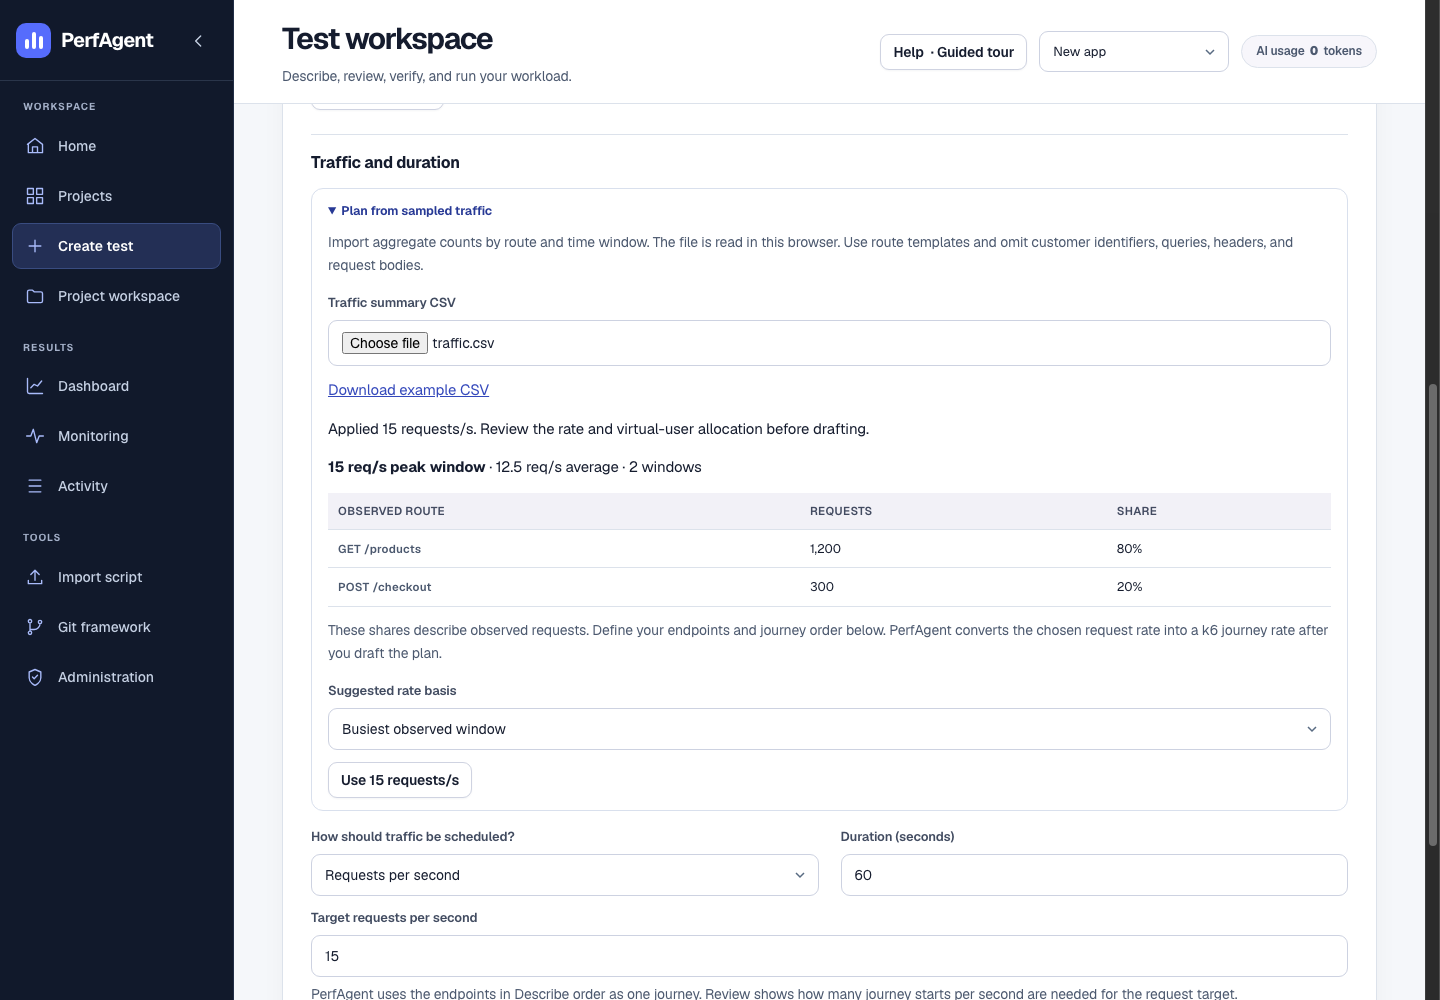 PerfAgent
WORKSPACE
Home
Projects
Create test
Project workspace
RESULTS
Dashboard
Monitoring
Activity
TOOLS
Import script
Git framework
Administration
Test workspace
Describe, review, verify, and run your workload.
Help · Guided tour
New app
AI usage 0 tokens
Traffic and duration
▼ Plan from sampled traffic
Import aggregate counts by route and time window. The file is read in this browser. Use route templates and omit customer identifiers, queries, headers, and
request bodies.
Traffic summary CSV
Choose file traffic.csv
Download example CSV
Applied 15 requests/s. Review the rate and virtual-user allocation before drafting.
15 req/s peak window · 12.5 req/s average · 2 windows
OBSERVED ROUTE REQUESTS SHARE
GET /products 1,200 80%
POST /checkout 300 20%
These shares describe observed requests. Define your endpoints and journey order below. PerfAgent converts the chosen request rate into a k6 journey rate after
you draft the plan.
Suggested rate basis
Busiest observed window
Use 15 requests/s
How should traffic be scheduled? Duration (seconds)
Requests per second 60
Target requests per second
15
PerfAgent uses the endpoints in Describe order as one journey. Review shows how many journey starts per second are needed for the request target.